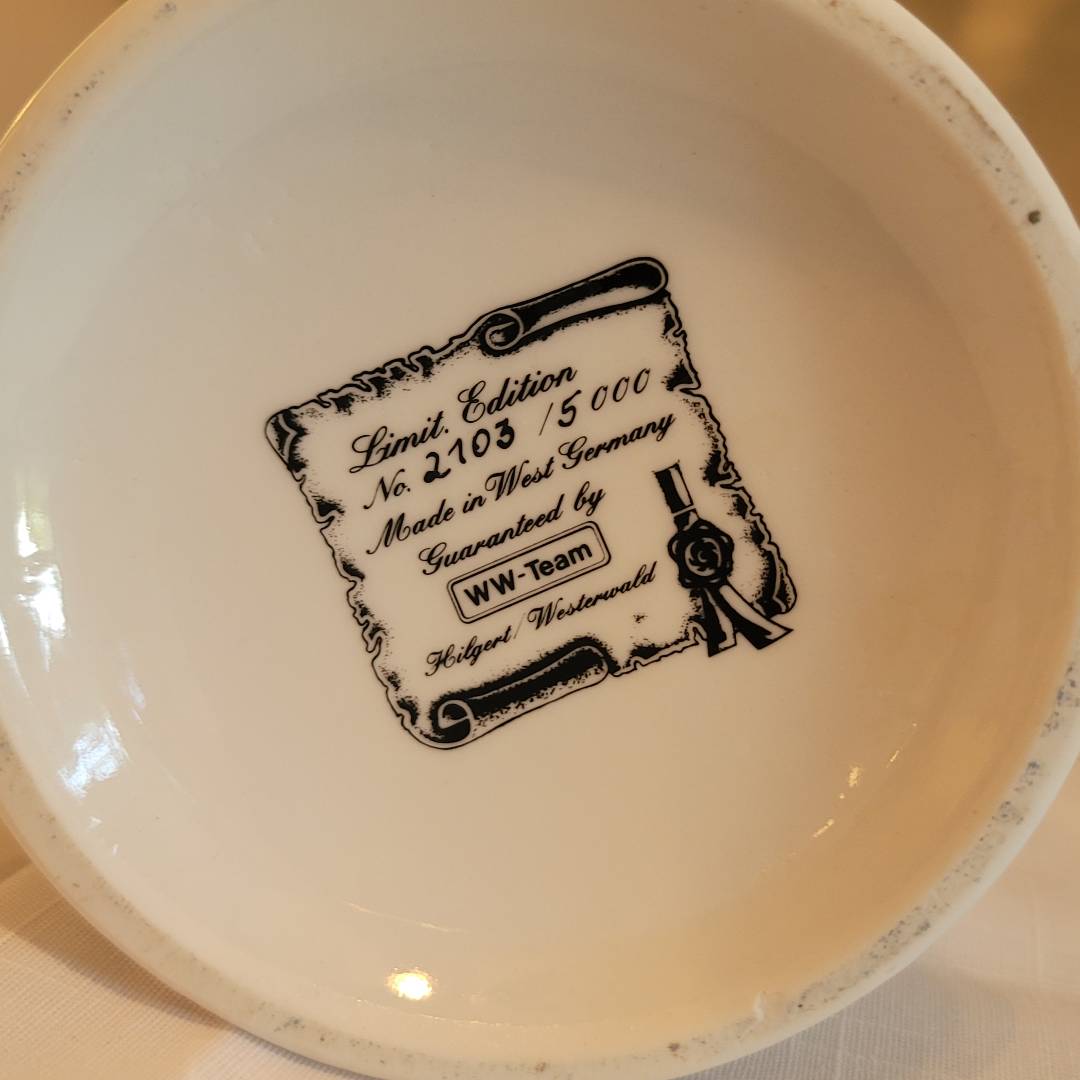 Limit. Edition
No. 2103 /5000
Made in West Germany
Guaranteed by
WW-Team
Hilgert/Westerwald